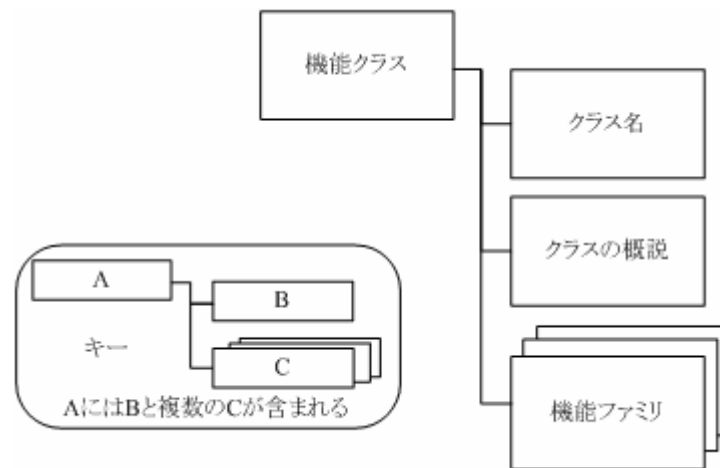 機能クラス
クラス名
クラスの概説
機能ファミリ
A
B
キー
C
AにはBと複数のCが含まれる